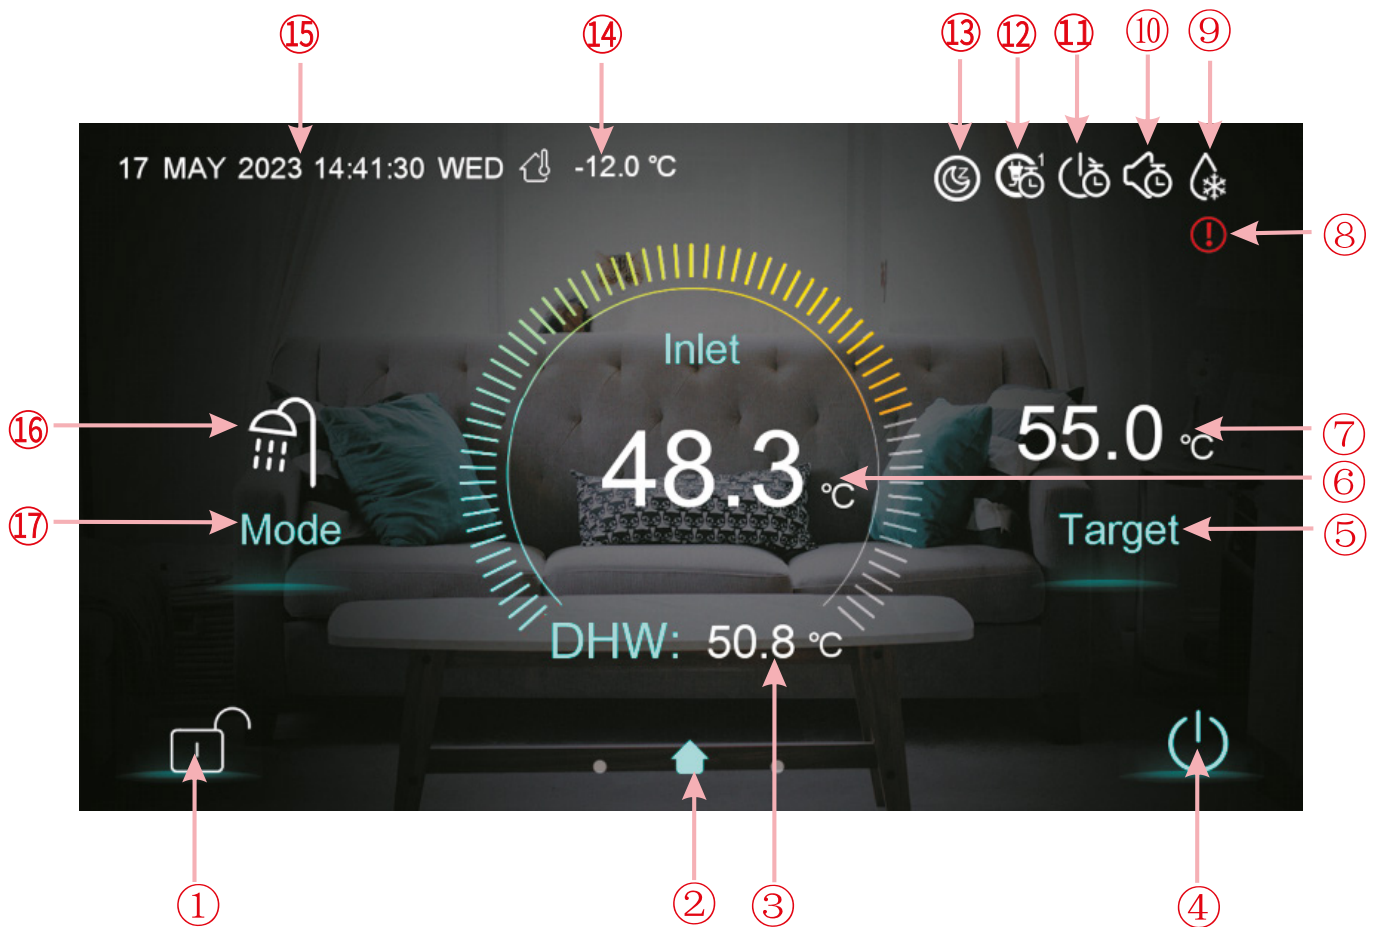 ⑮ ⑭ ⑬ ⑫ ⑪ ⑩ ⑨
17 MAY 2023 14:41:30 WED -12.0 ℃
Z 1
! ⑧
Inlet
⑯ 48.3 ℃ 55.0 ℃ ⑦
⑥
⑰ Mode Target ⑤
DHW: 50.8 ℃
① ② ③ ④